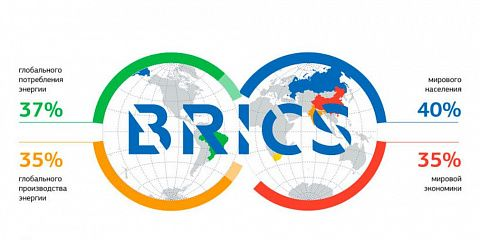 глобального
потребления
энергии
37%
35%
глобального
производства
энергии
BRICS
мирового
населения
40%
35%
мировой
экономики